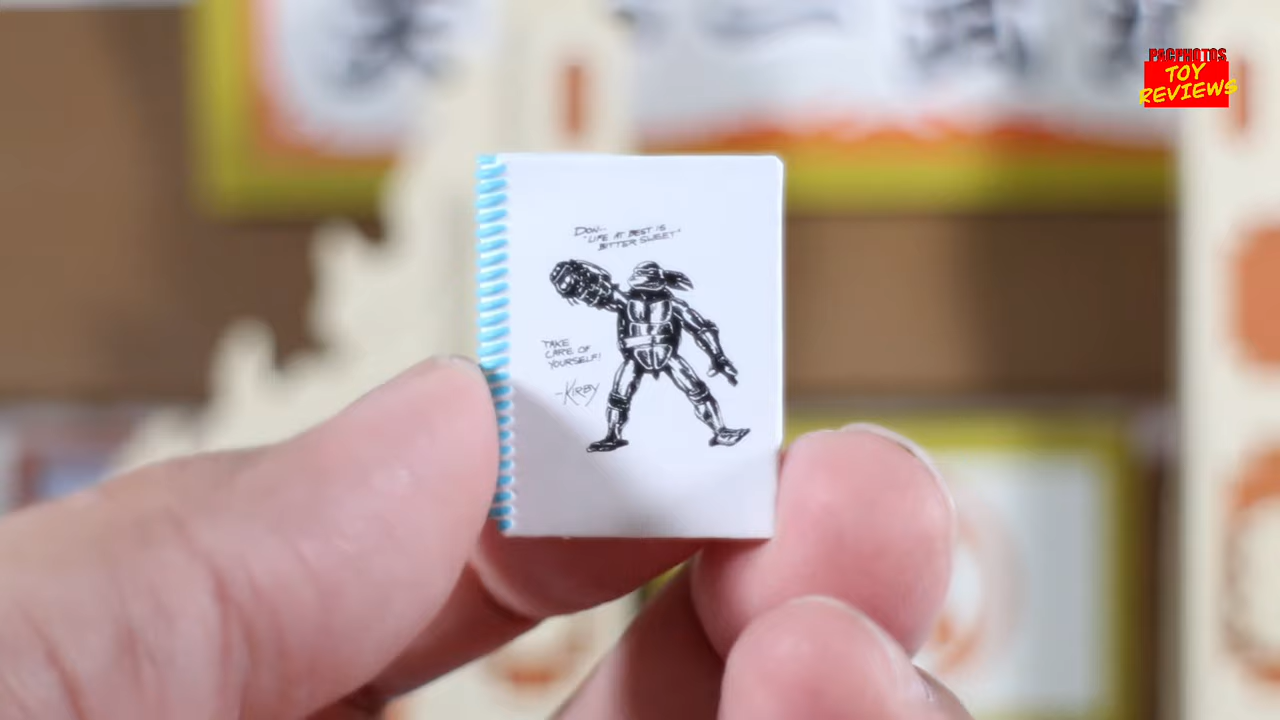 PACPHOTOS
TOY
REVIEWS
DON--
"LIFE AT BEST IS
BITTER SWEET"
TAKE
CARE OF
YOURSELF!
-KIRBY